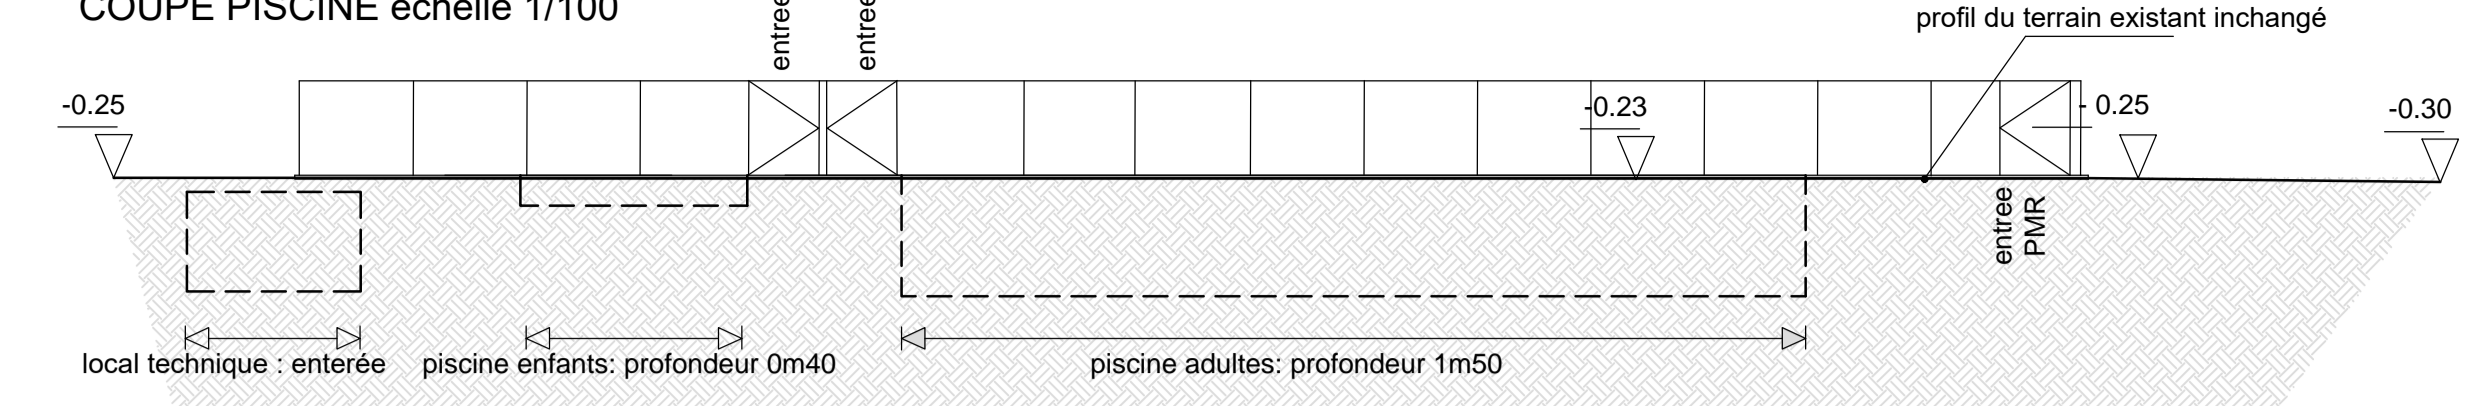 COUPE PISCINE echelle 1/100
entree
entree
profil du terrain existant inchangé
-0.25
-0.23
- 0.25
-0.30
entree
PMR
local technique : enterée
piscine enfants: profondeur 0m40
piscine adultes: profondeur 1m50